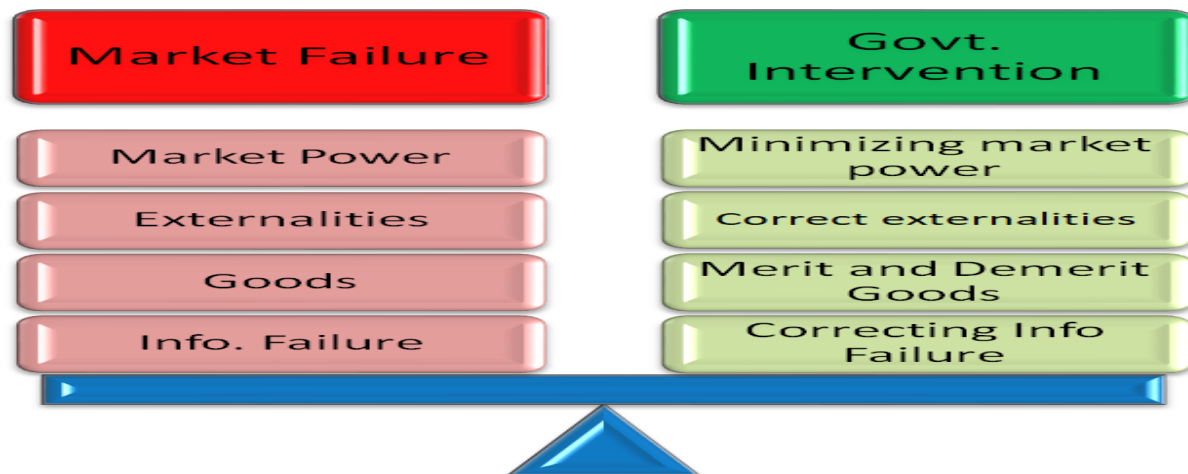 Market Failure
Govt.
Intervention
Market Power
Minimizing market
power
Externalities
Correct externalities
Goods
Merit and Demerit
Goods
Info. Failure
Correcting Info
Failure